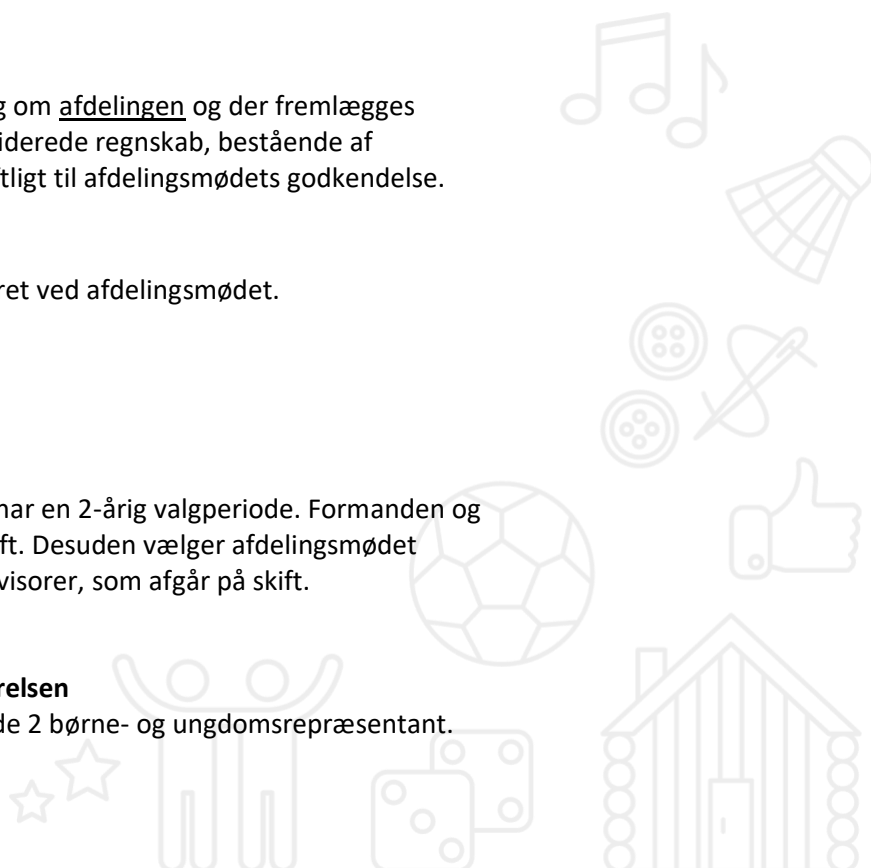 g om afdelingen og der fremlægges
iderede regnskab, bestående af
ftligt til afdelingsmødets godkendelse.
ret ved afdelingsmødet.
har en 2-årig valgperiode. Formanden og
ft. Desuden vælger afdelingsmødet
visorer, som afgår på skift.
relsen
de 2 børne- og ungdomsrepræsentant.